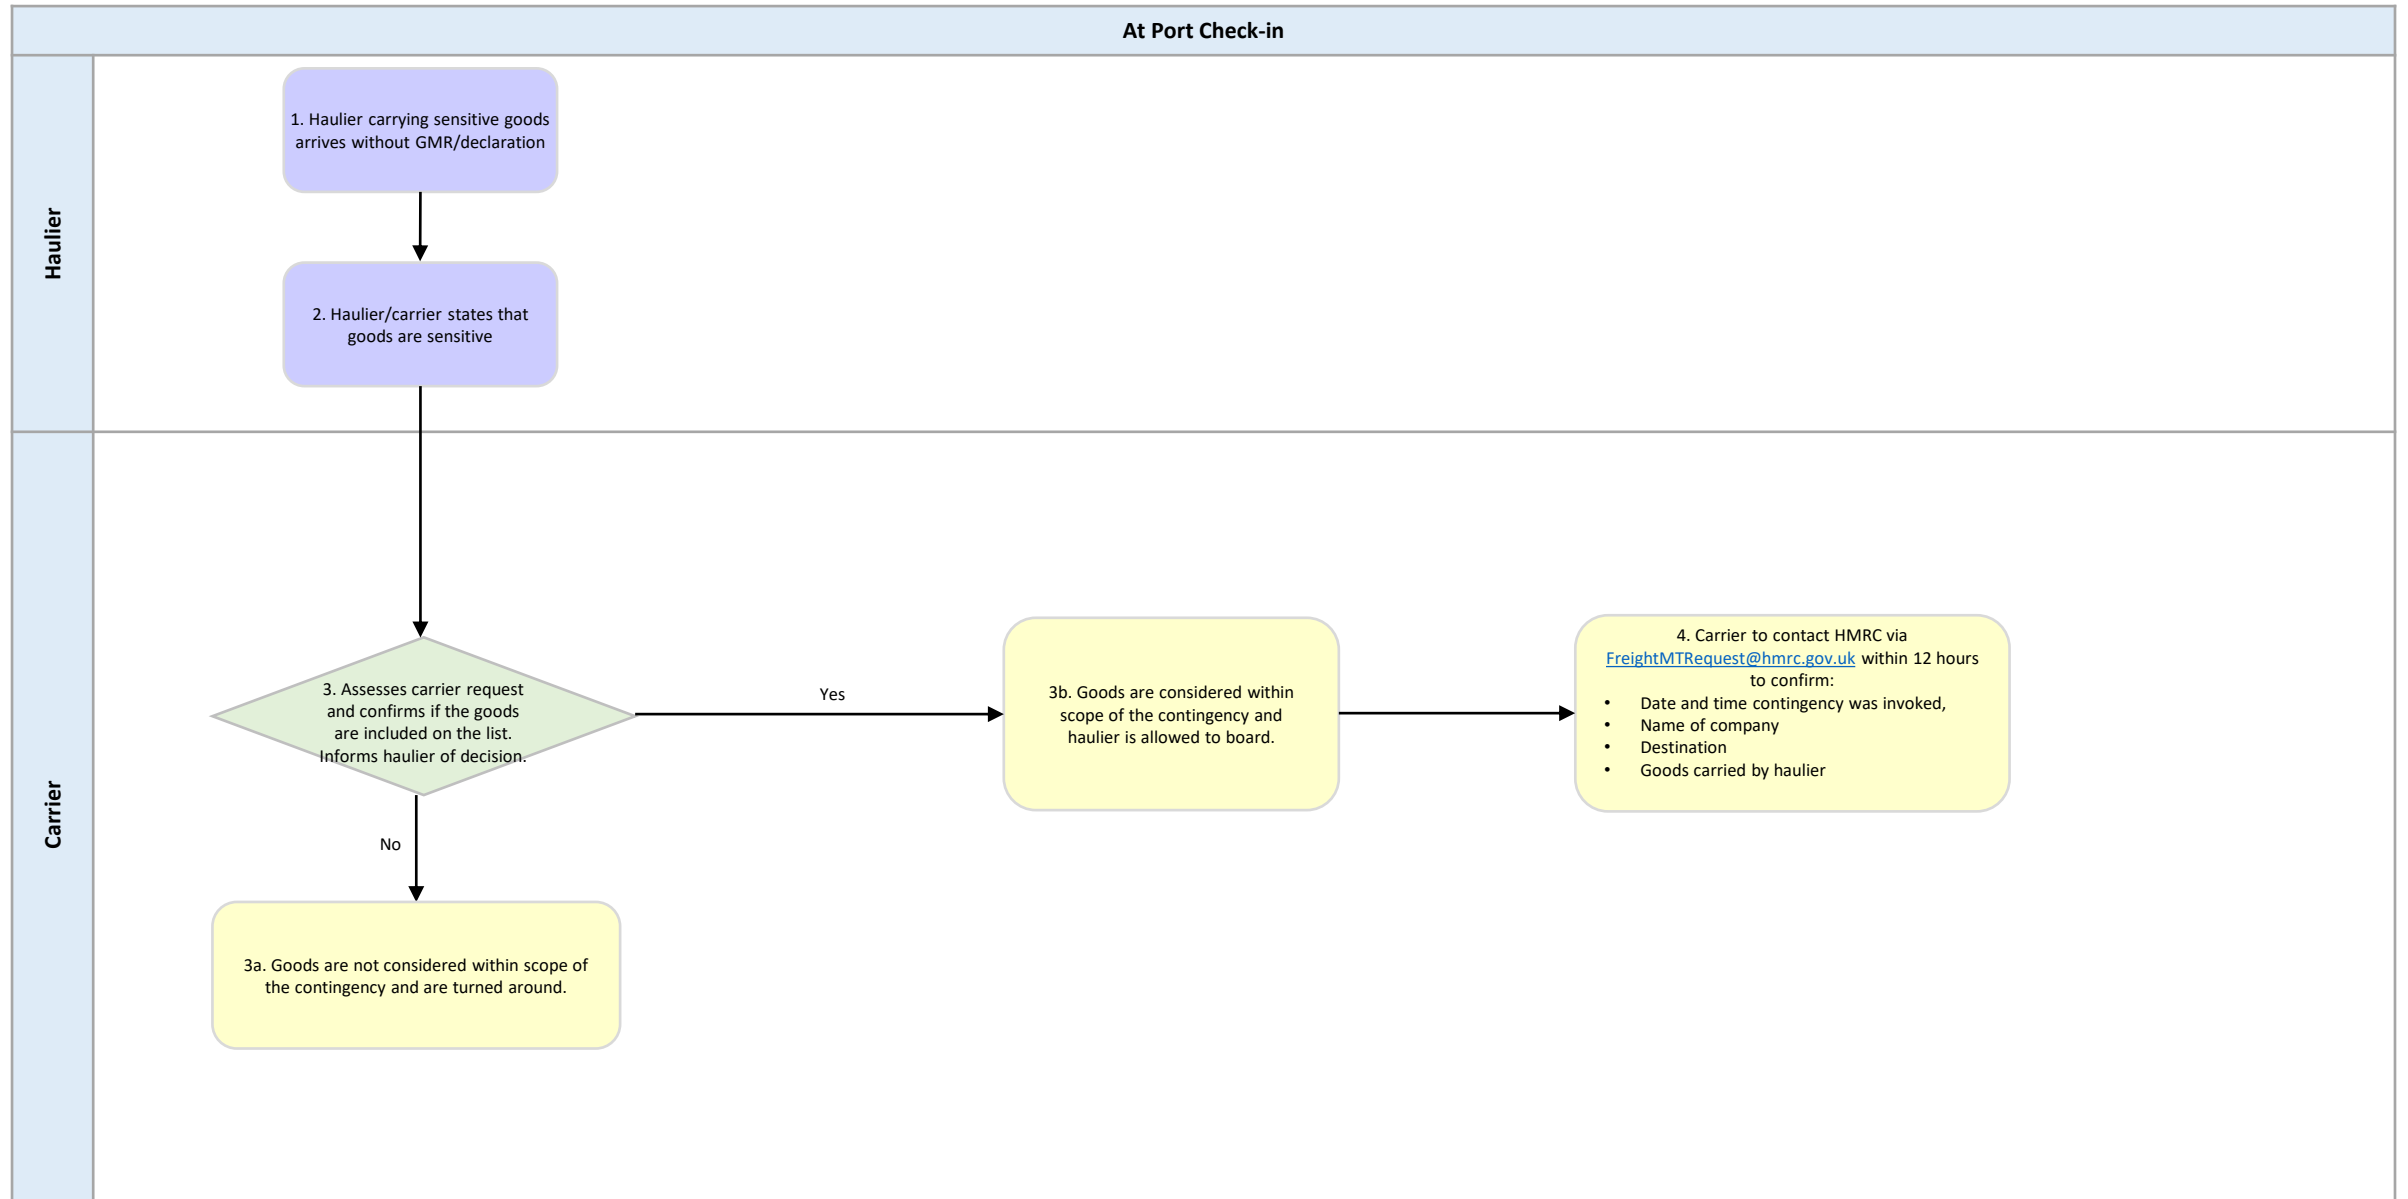 At Port Check-in
Haulier
1. Haulier carrying sensitive goods
arrives without GMR/declaration
2. Haulier/carrier states that
goods are sensitive
Carrier
3. Assesses carrier request
and confirms if the goods
are included on the list.
Informs haulier of decision.
Yes
No
3a. Goods are not considered within scope of
the contingency and are turned around.
3b. Goods are considered within
scope of the contingency and
haulier is allowed to board.
4. Carrier to contact HMRC via
FreightMTRequest@hmrc.gov.uk within 12 hours
to confirm:
• Date and time contingency was invoked,
• Name of company
• Destination
• Goods carried by haulier